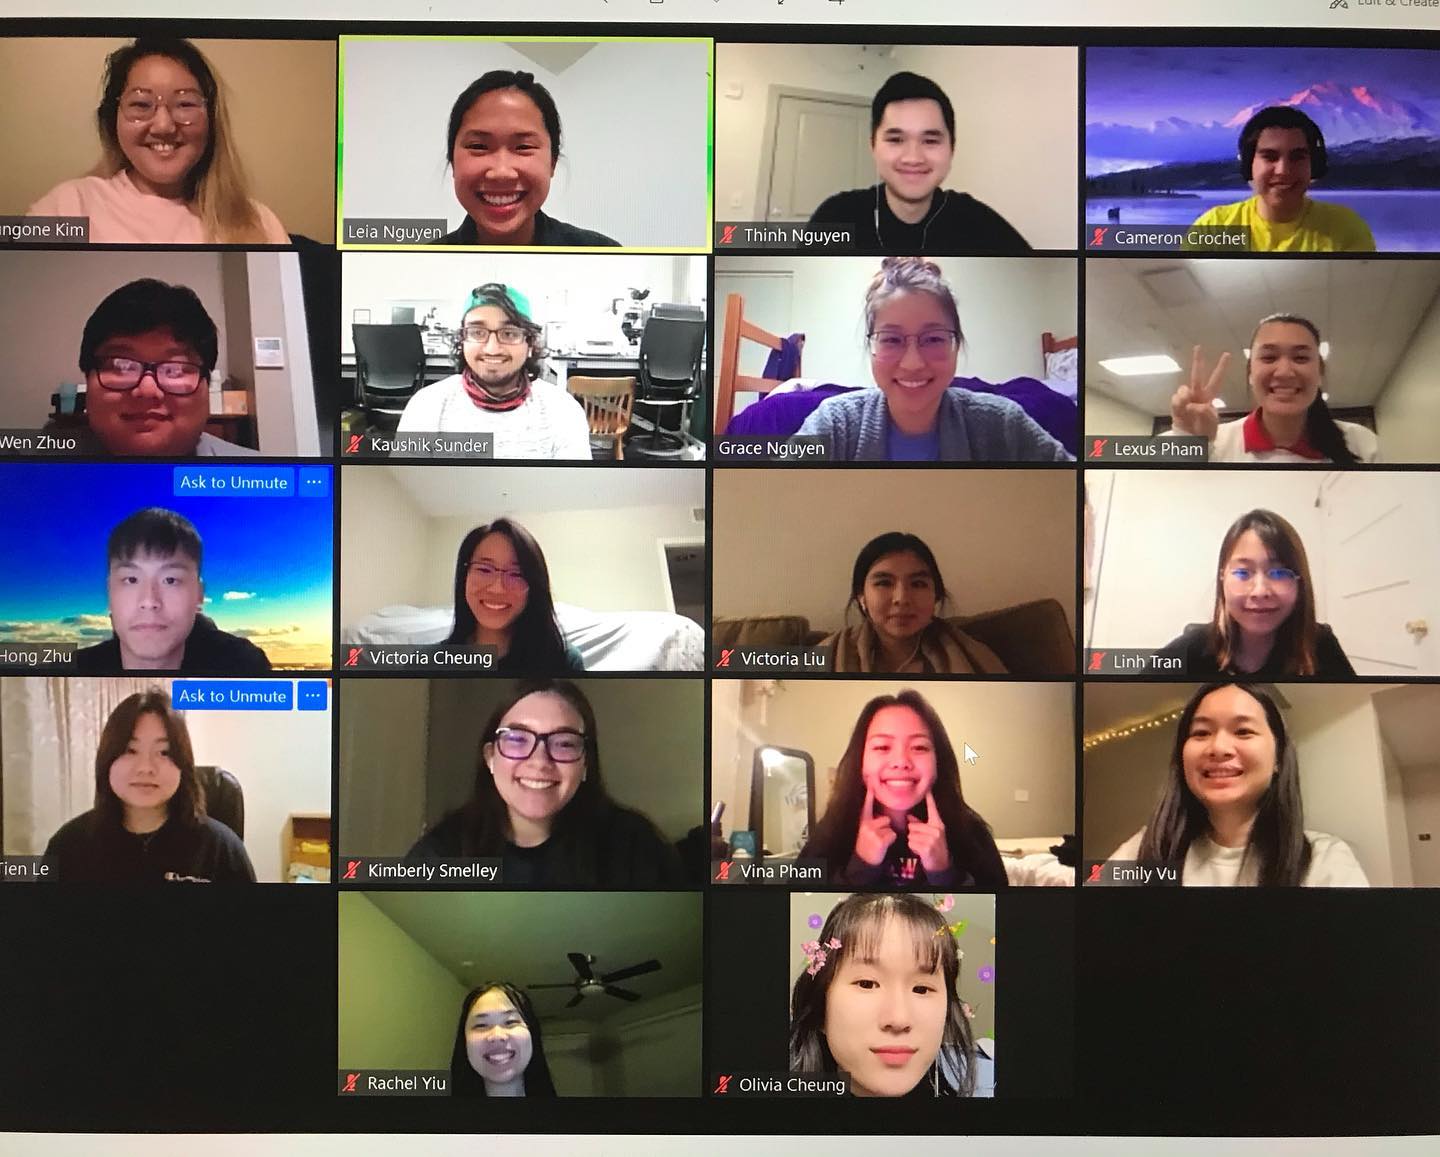 Edit & Create
ngone Kim
Leia Nguyen
Thinh Nguyen
Cameron Crochet
Wen Zhuo
Kaushik Sunder
Grace Nguyen
Lexus Pham
Ask to Unmute ...
Hong Zhu
Victoria Cheung
Victoria Liu
Linh Tran
Ask to Unmute ...
Tien Le
Kimberly Smelley
Vina Pham
Emily Vu
Rachel Yiu
Olivia Cheung